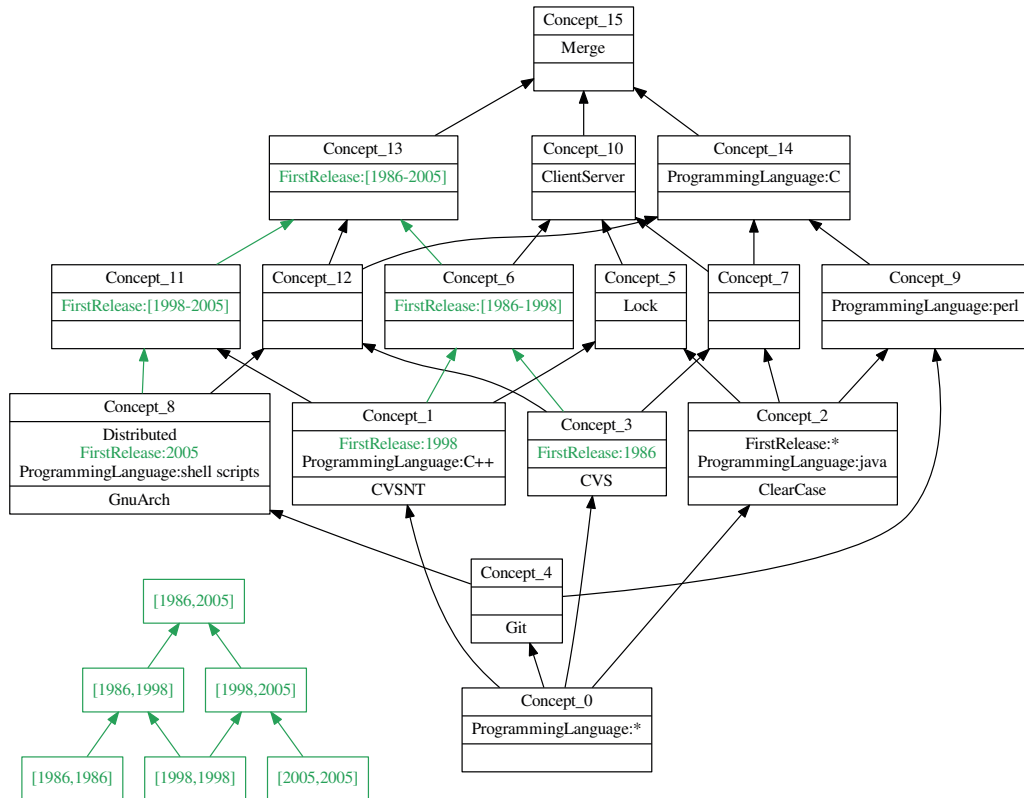 Concept_15
Merge
Concept_13
FirstRelease:[1986-2005]
Concept_10
ClientServer
Concept_14
ProgrammingLanguage:C
Concept_11
FirstRelease:[1998-2005]
Concept_12
Concept_6
FirstRelease:[1986-1998]
Concept_5
Lock
Concept_7
Concept_9
ProgrammingLanguage:perl
Concept_8
Distributed
FirstRelease:2005
ProgrammingLanguage:shell scripts
GnuArch
Concept_1
FirstRelease:1998
ProgrammingLanguage:C++
CVSNT
Concept_3
FirstRelease:1986
CVS
Concept_2
FirstRelease:*
ProgrammingLanguage:java
ClearCase
Concept_4
Git
Concept_0
ProgrammingLanguage:*
[1986,2005]
[1986,1998]
[1998,2005]
[1986,1986]
[1998,1998]
[2005,2005]